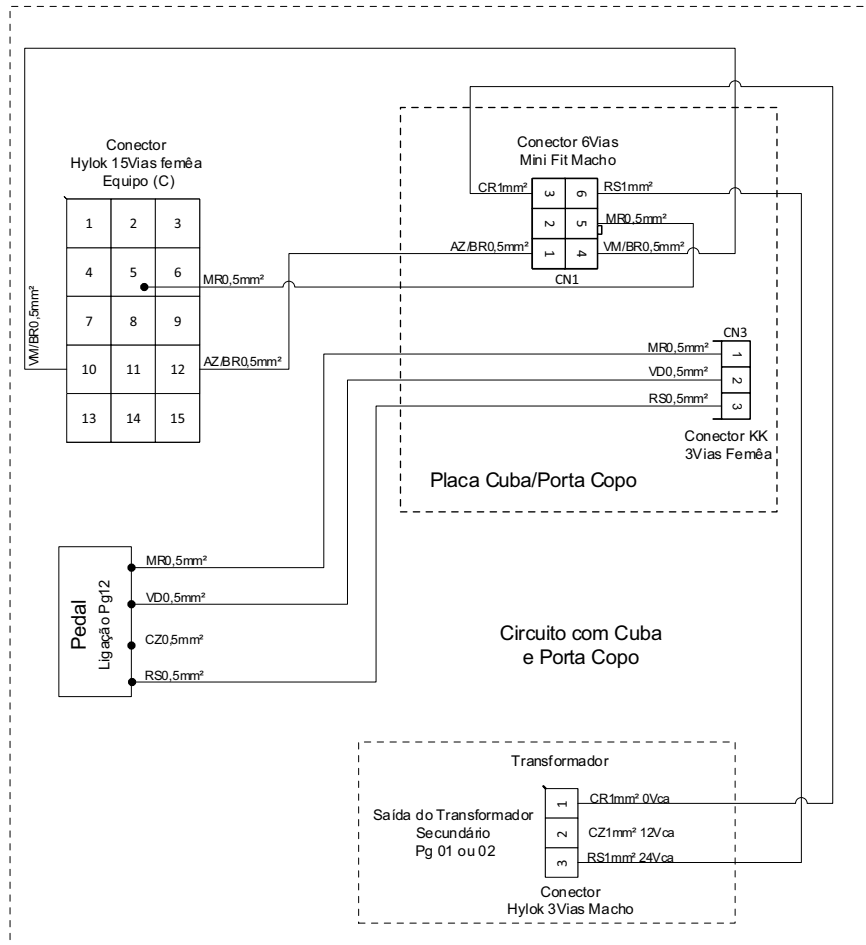 Conector
Hylok 15Vias femêa
Equipo (C)
1 2 3
4 5 6
7 8 9
10 11 12
13 14 15
VM/BR0,5mm²
MR0,5mm²
AZ/BR0,5mm²
Conector 6Vias
Mini Fit Macho
CR1mm² 3 6 RS1mm²
2 5 MR0,5mm²
AZ/BR0,5mm² 1 4 VM/BR0,5mm²
CN1
CN3
MR0,5mm² 1
VD0,5mm² 2
RS0,5mm² 3
Conector KK
3Vias Femêa
Placa Cuba/Porta Copo
Pedal
Ligação Pg12
MR0,5mm²
VD0,5mm²
CZ0,5mm²
RS0,5mm²
Circuito com Cuba
e Porta Copo
Transformador
Saída do Transformador
Secundário
Pg 01 ou 02
1 CR1mm² 0Vca
2 CZ1mm² 12Vca
3 RS1mm² 24Vca
Conector
Hylok 3Vias Macho